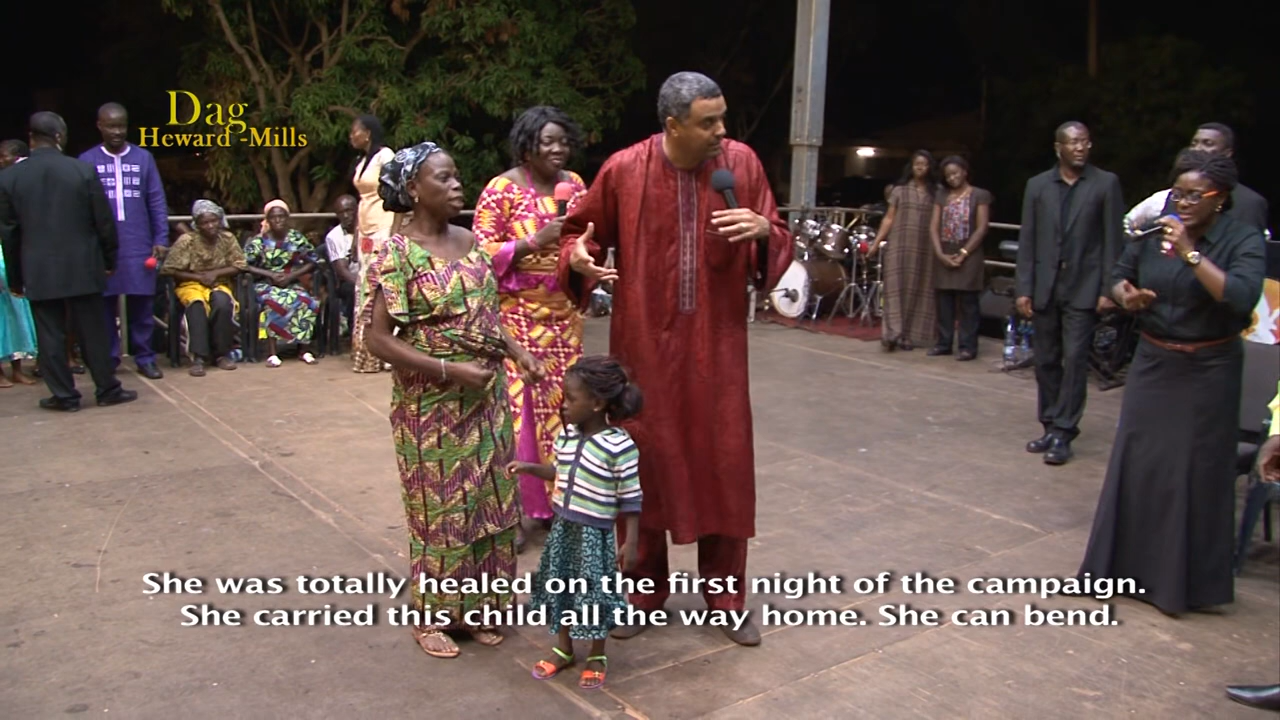 Dag
Heward -Mills
She was totally healed on the first night of the campaign.
She carried this child all the way home. She can bend.